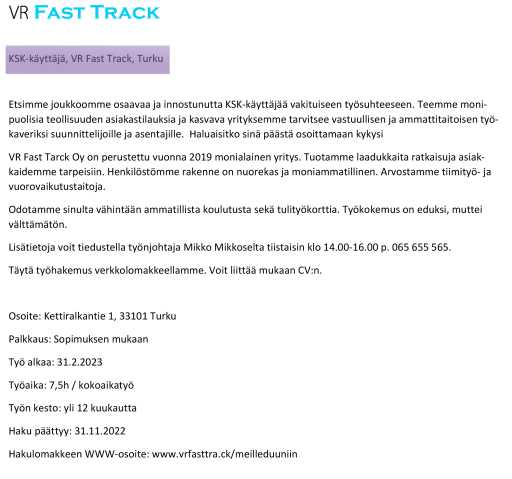 VR FAST TRACK
KSK-käyttäjä, VR Fast Track, Turku
Etsimme joukkoomme osaavaa ja innostunutta KSK-käyttäjää vakituiseen työsuhteeseen. Teemme moni-
puolisia teollisuuden asiakastilauksia ja kasvava yrityksemme tarvitsee vastuullisen ja ammattitaitoisen työ-
kaveriksi suunnittelijoille ja asentajille. Haluaisitko sinä päästä osoittamaan kykysi
VR Fast Tarck Oy on perustettu vuonna 2019 monialainen yritys. Tuotamme laadukkaita ratkaisuja asiak-
kaidemme tarpeisiin. Henkilöstömme rakenne on nuorekas ja moniammatillinen. Arvostamme tiimityö- ja
vuorovaikutustaitoja.
Odotamme sinulta vähintään ammatillista koulutusta sekä tulityökorttia. Työkokemus on eduksi, muttei
välttämätön.
Lisätietoja voit tiedustella työnjohtaja Mikko Mikkoselta tiistaisin klo 14.00-16.00 p. 065 655 565.
Täytä työhakemus verkkolomakkeellamme. Voit liittää mukaan CV:n.
Osoite: Kettiralkantie 1, 33101 Turku
Palkkaus: Sopimuksen mukaan
Työ alkaa: 31.2.2023
Työaika: 7,5h / kokoaikatyö
Työn kesto: yli 12 kuukautta
Haku päättyy: 31.11.2022
Hakulomakkeen WWW-osoite: www.vrfasttra.ck/meilleduuniin